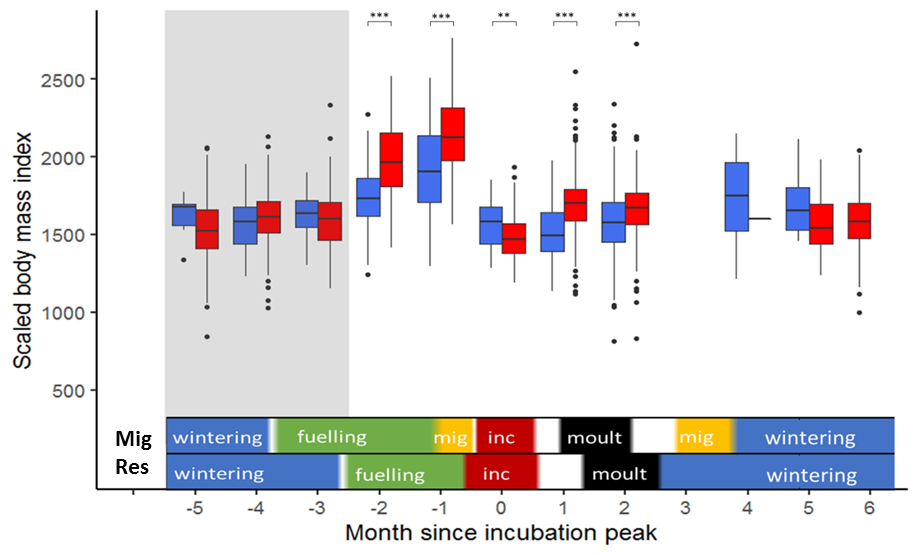 *** *** ** *** ***
2500
2000
1500
1000
500
Scaled body mass index
Mig wintering fuelling mig inc moult mig wintering
Res wintering fuelling inc moult wintering
-5 -4 -3 -2 -1 0 1 2 3 4 5 6
Month since incubation peak